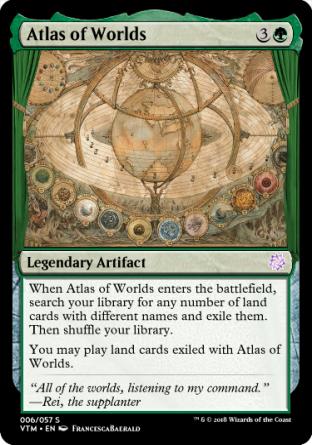 Atlas of Worlds 3
Legendary Artifact
When Atlas of Worlds enters the battlefield,
search your library for any number of land
cards with different names and exile them.
Then shuffle your library.
You may play land cards exiled with Atlas of
Worlds.
“All of the worlds, listening to my command.”
—Rei, the supplanter
006/057 S
VTM • EN FrancescaBaerald
™ & © 2018 Wizards of the Coast